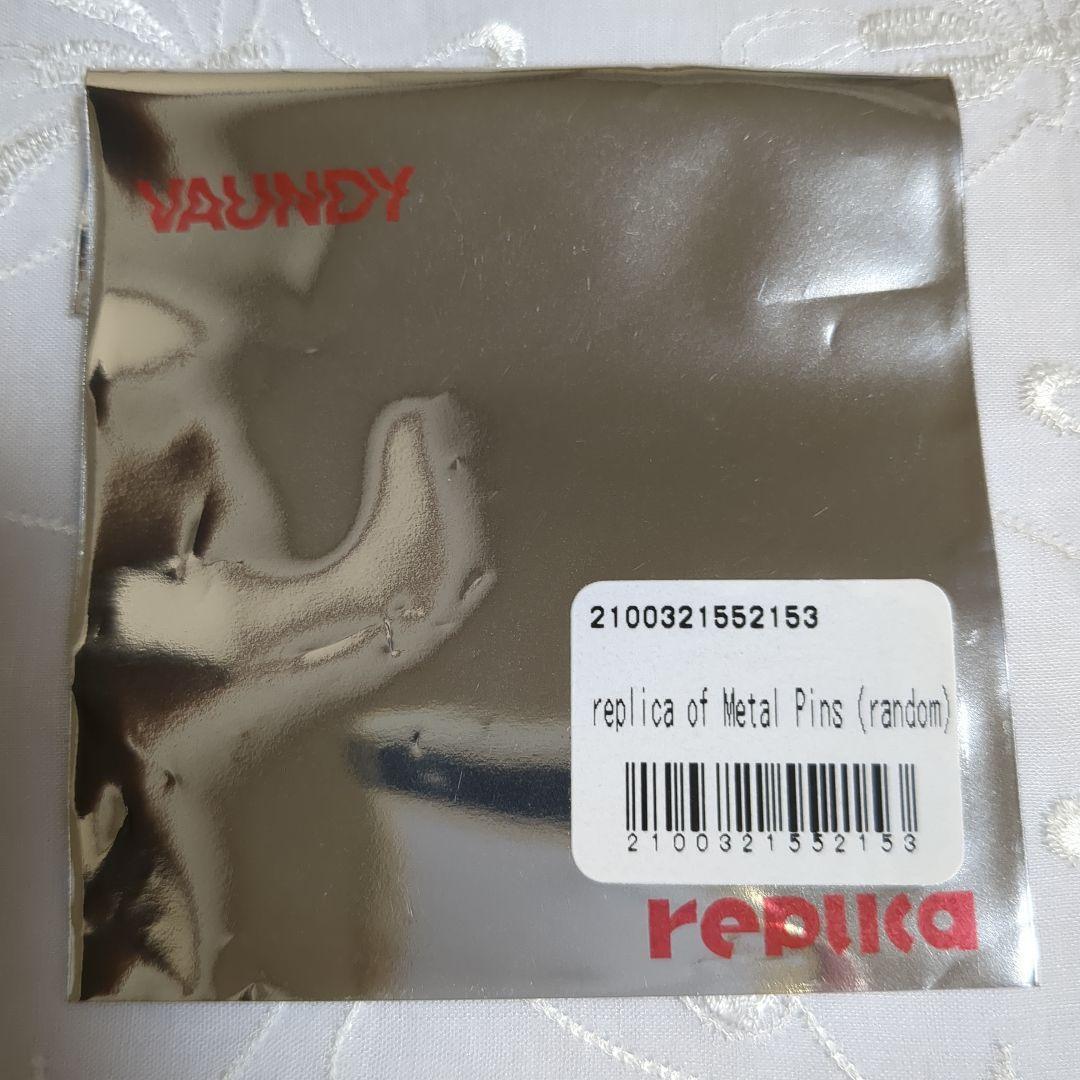 VAUNDY
2100321552153
replica of Metal Pins (random)
2100321552153
replica